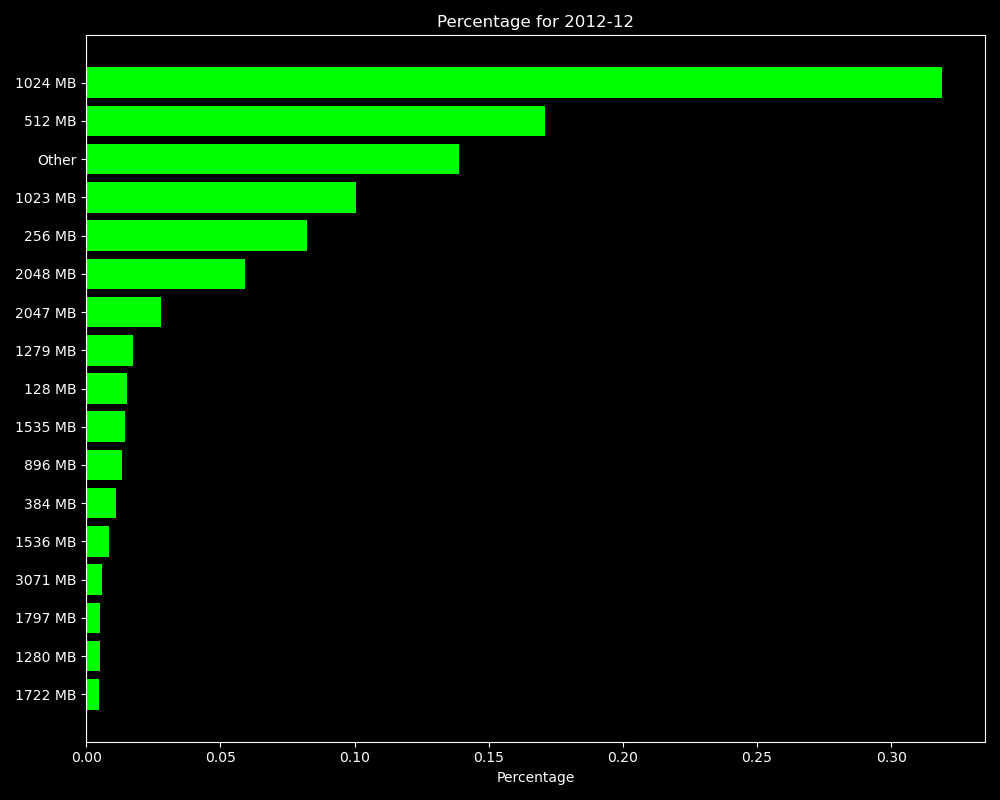 Percentage for 2012-12
1024 MB
512 MB
Other
1023 MB
256 MB
2048 MB
2047 MB
1279 MB
128 MB
1535 MB
896 MB
384 MB
1536 MB
3071 MB
1797 MB
1280 MB
1722 MB
0.00 0.05 0.10 0.15 0.20 0.25 0.30
Percentage